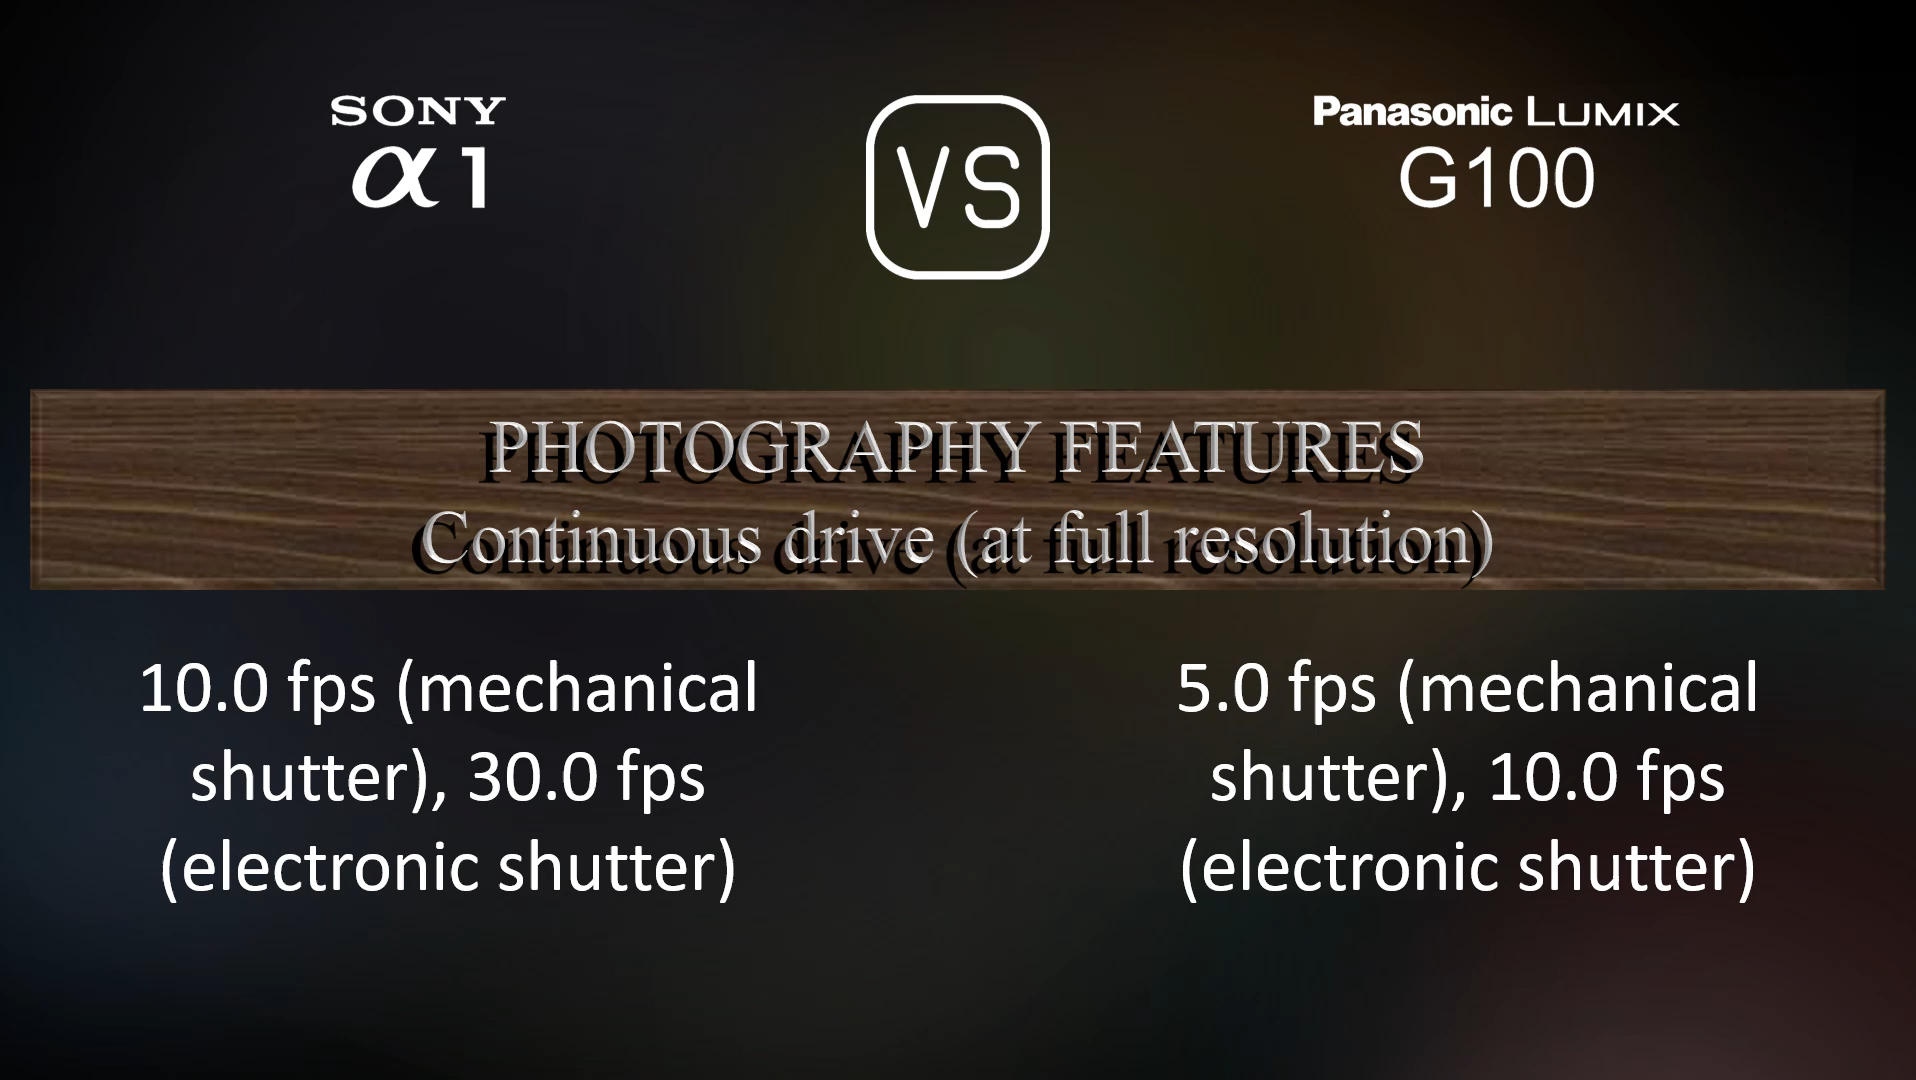 SONY
α1
VS
Panasonic LUMIX
G100
PHOTOGRAPHY FEATURES
Continuous drive (at full resolution)
10.0 fps (mechanical
shutter), 30.0 fps
(electronic shutter)
5.0 fps (mechanical
shutter), 10.0 fps
(electronic shutter)